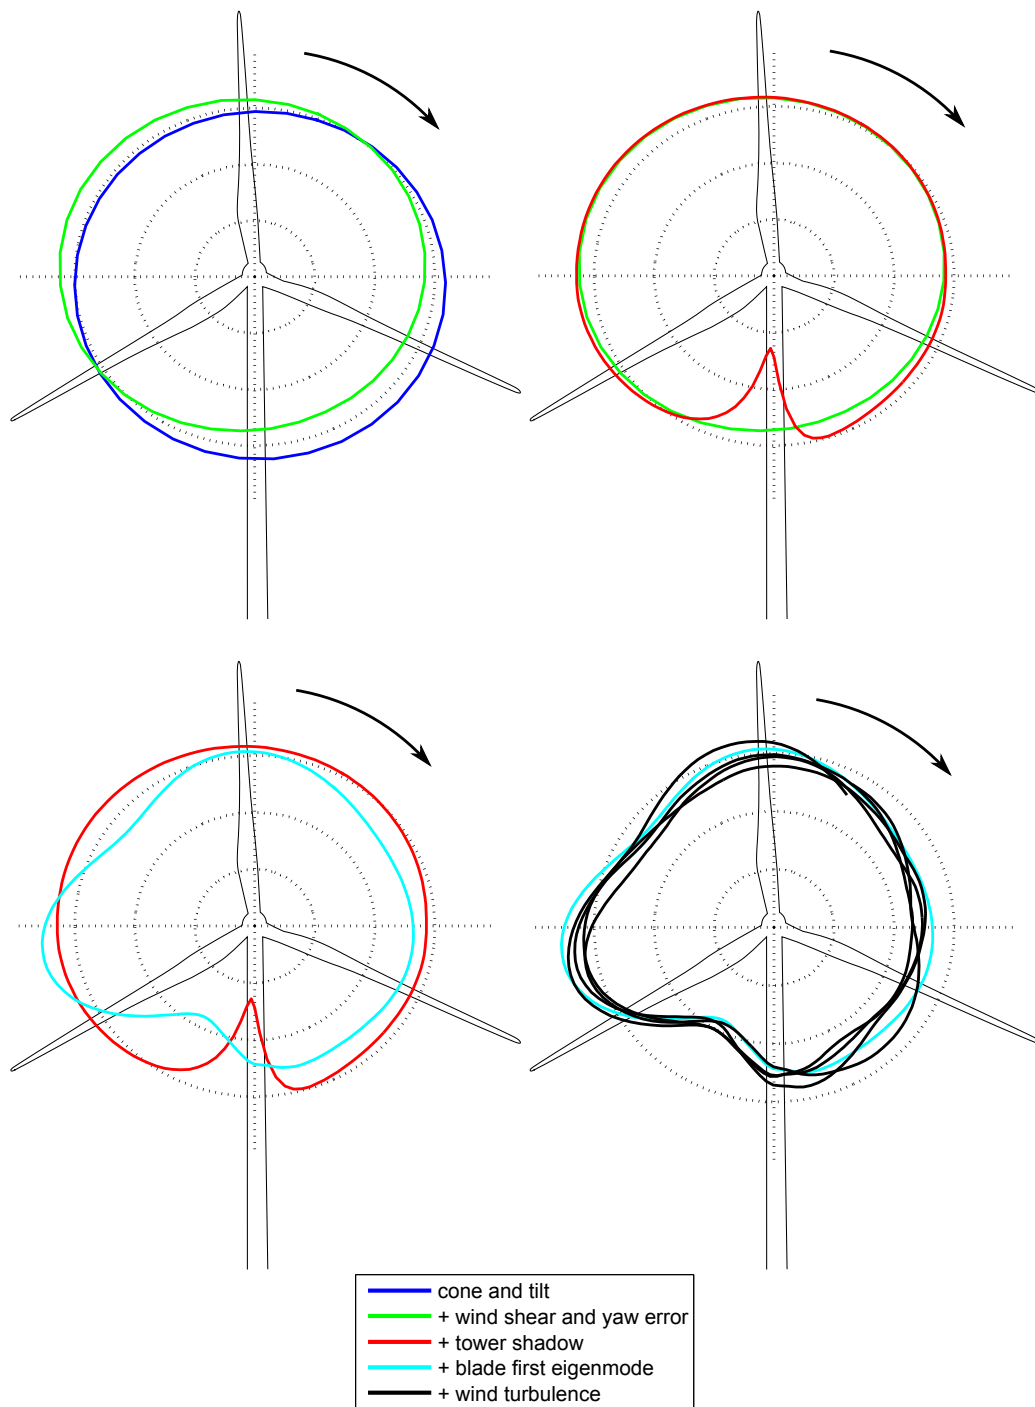 cone and tilt
+ wind shear and yaw error
+ tower shadow
+ blade first eigenmode
+ wind turbulence